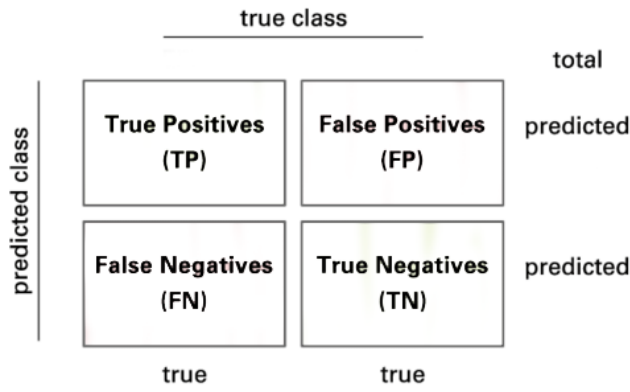 true class
total
True Positives
(TP)
False Positives
(FP)
predicted
predicted class
False Negatives
(FN)
True Negatives
(TN)
predicted
true
true